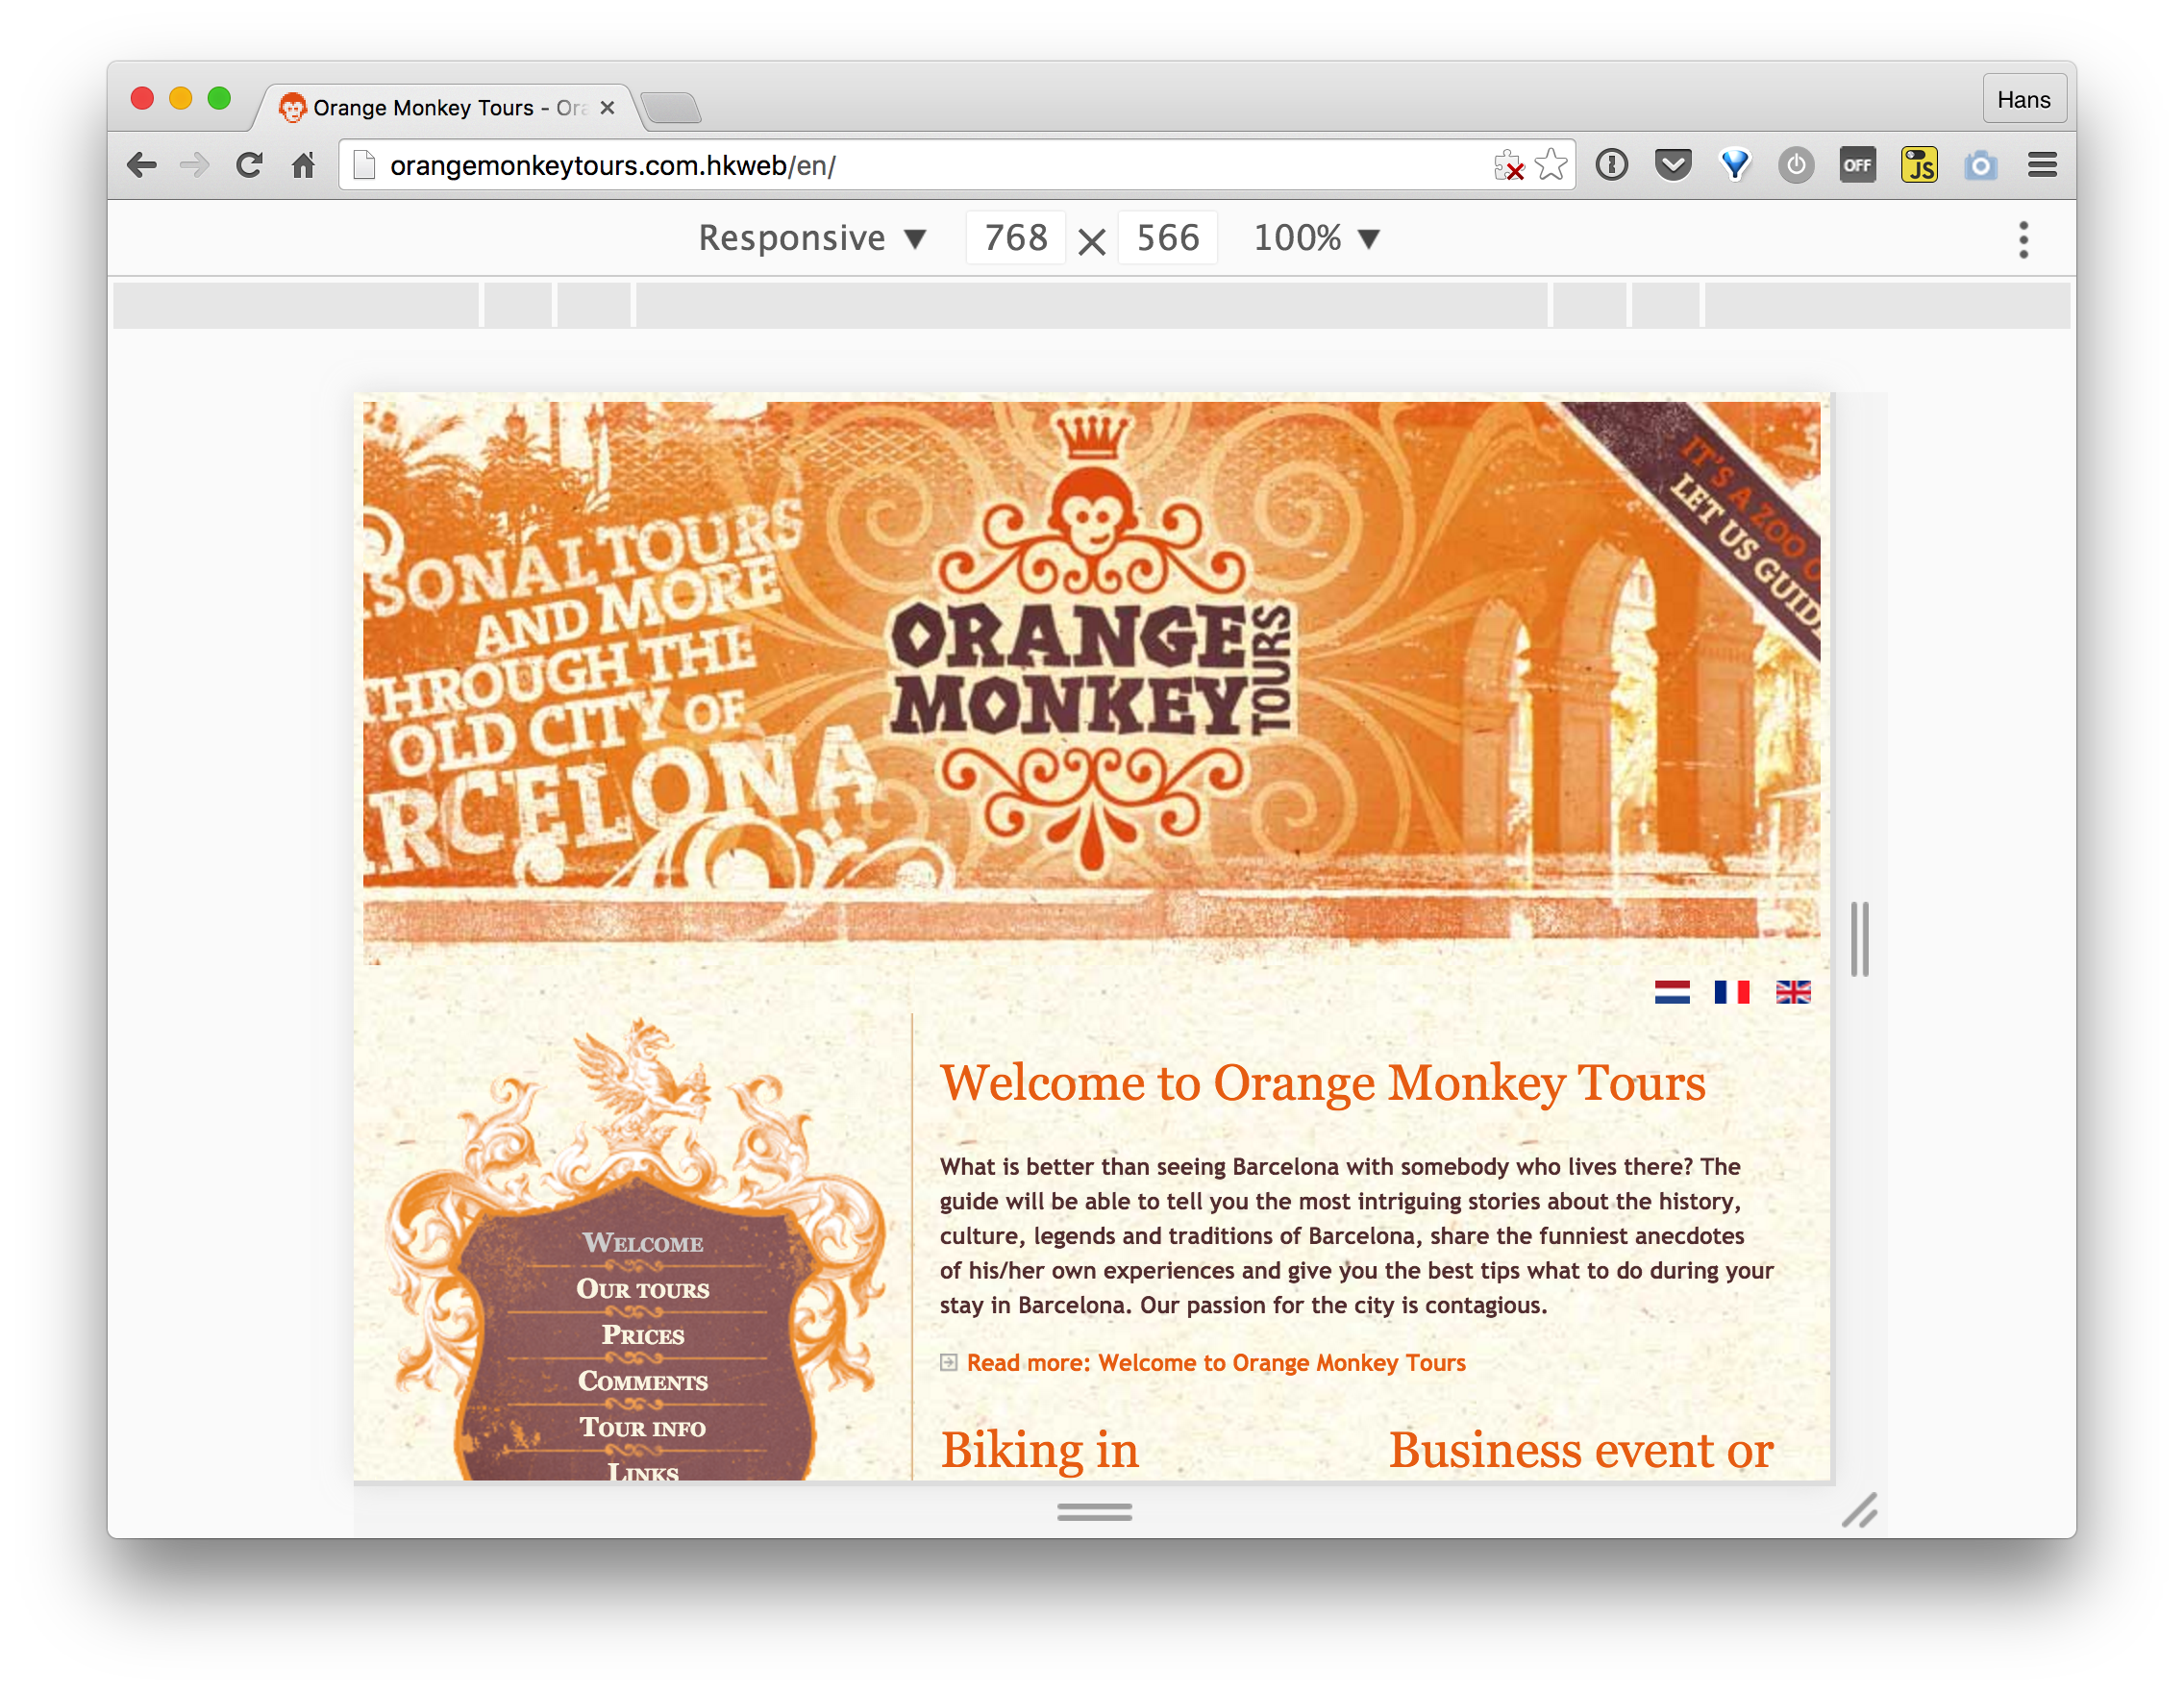 Orange Monkey Tours - Ora
Hans
orangemonkeytours.com.hkweb/en/
OFF
JS
Responsive ▼ 768 × 566 100% ▼
SONAL TOURS
AND MORE
THROUGH THE
OLD CITY OF
RCELONA
ORANGE
MONKEY
TOURS
IT'S A ZOO O
LET US GUIDE
Welcome to Orange Monkey Tours
What is better than seeing Barcelona with somebody who lives there? The
guide will be able to tell you the most intriguing stories about the history,
culture, legends and traditions of Barcelona, share the funniest anecdotes
of his/her own experiences and give you the best tips what to do during your
stay in Barcelona. Our passion for the city is contagious.
Read more: Welcome to Orange Monkey Tours
Welcome
Our tours
Prices
Comments
Tour info
Links
Biking in
Business event or